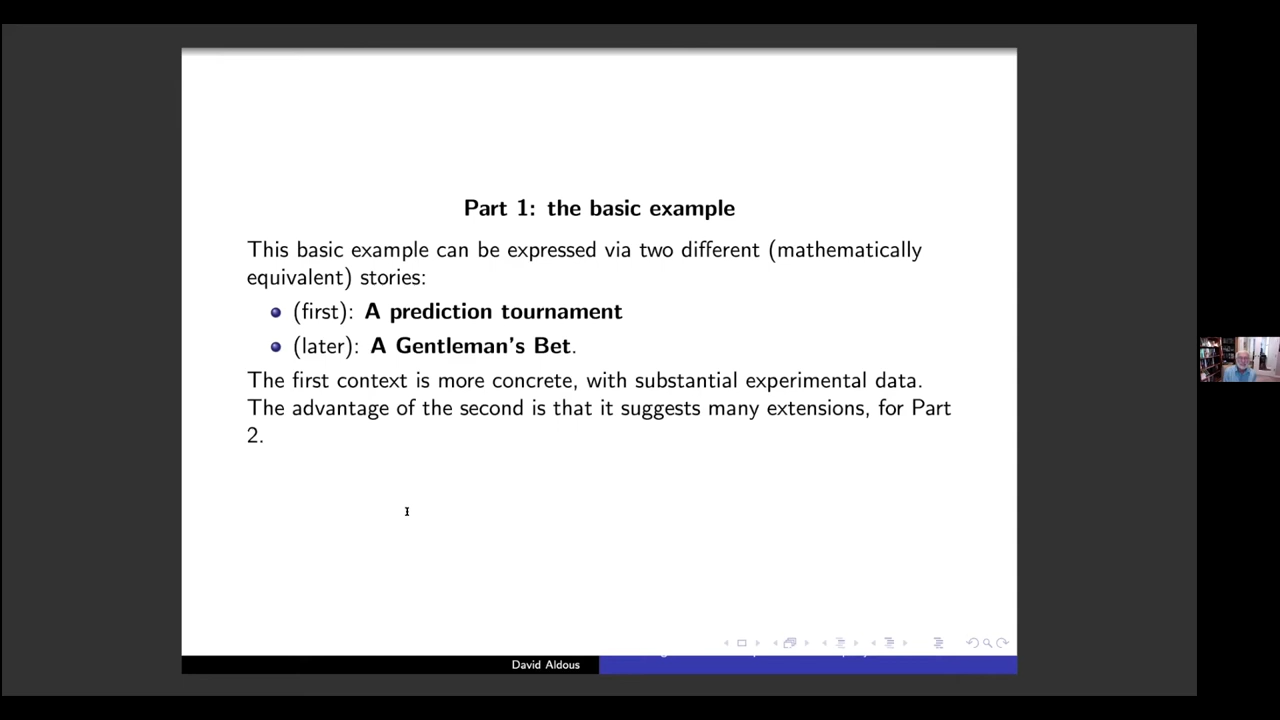 Part 1: the basic example
This basic example can be expressed via two different (mathematically
equivalent) stories:
(first): A prediction tournament
(later): A Gentleman's Bet.
The first context is more concrete, with substantial experimental data.
The advantage of the second is that it suggests many extensions, for Part
2.
David Aldous